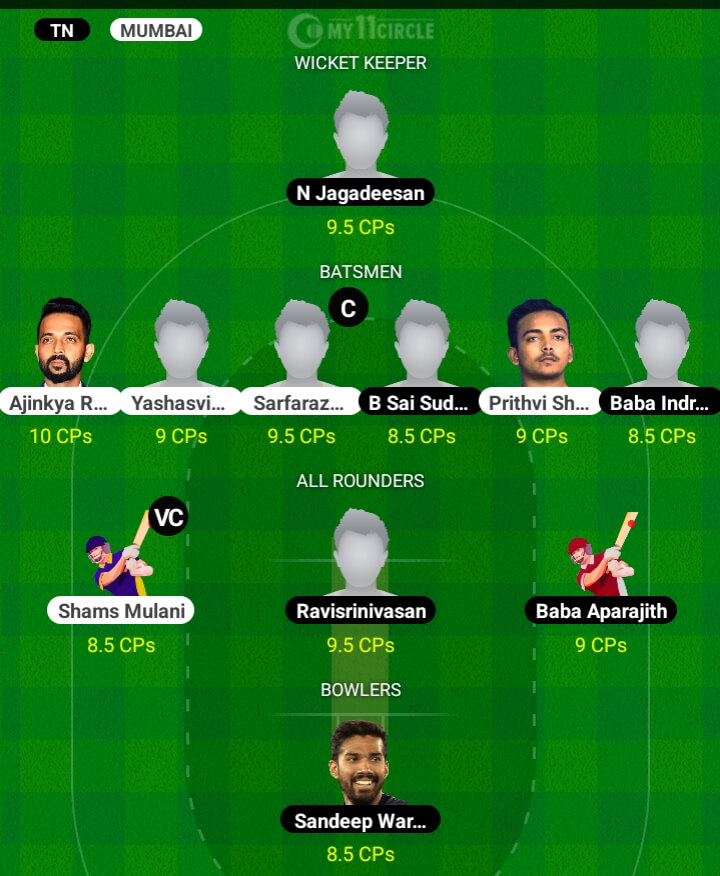 TN MUMBAI MY11CIRCLE
WICKET KEEPER
N Jagadeesan
9.5 CPs
BATSMEN
C
Ajinkya R... Yashasvi... Sarfaraz... B Sai Sud... Prithvi Sh... Baba Indr...
10 CPs 9 CPs 9.5 CPs 8.5 CPs 9 CPs 8.5 CPs
ALL ROUNDERS
VC
Shams Mulani Ravisrinivasan Baba Aparajith
8.5 CPs 9.5 CPs 9 CPs
BOWLERS
Sandeep War...
8.5 CPs